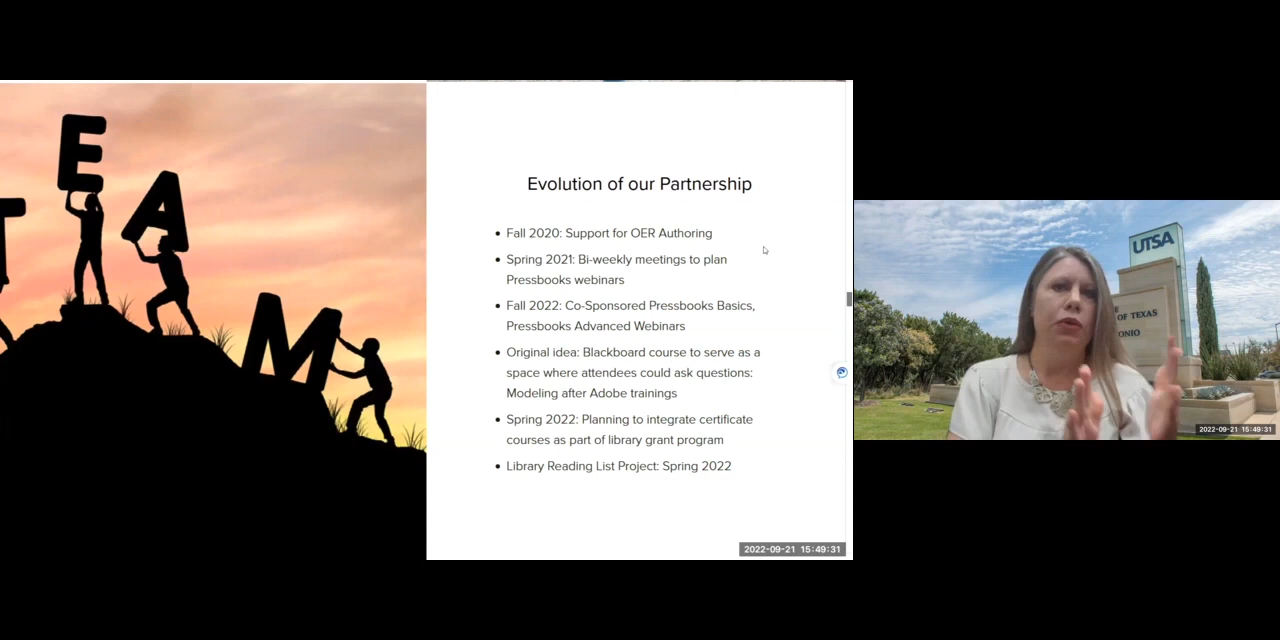 T
E
A
M
Evolution of our Partnership
• Fall 2020: Support for OER Authoring
• Spring 2021: Bi-weekly meetings to plan
Pressbooks webinars
• Fall 2022: Co-Sponsored Pressbooks Basics,
Pressbooks Advanced Webinars
• Original idea: Blackboard course to serve as a
space where attendees could ask questions:
Modeling after Adobe trainings
• Spring 2022: Planning to integrate certificate
courses as part of library grant program
• Library Reading List Project: Spring 2022
2022-09-21 15:49:31
UTSA
OF TEXAS
ONIO
2022-09-21 15:49:31